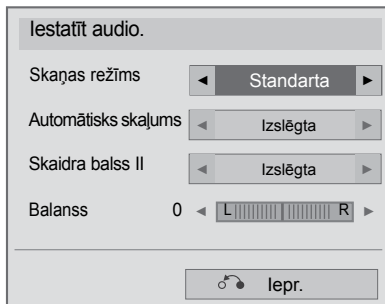 Iestatīt audio.
Skaņas režīms ◄ Standarta ►
Automātisks skaļums ◄ Izslēgta ►
Skaidra balss II ◄ Izslēgta ►
Balanss 0 ◄ L R ►
Iepr.